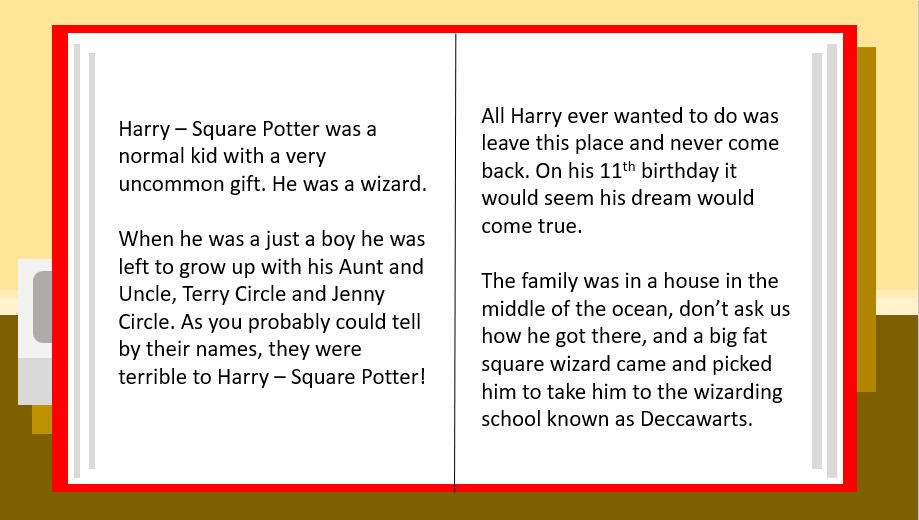 Harry – Square Potter was a
normal kid with a very
uncommon gift. He was a wizard.
When he was a just a boy he was
left to grow up with his Aunt and
Uncle, Terry Circle and Jenny
Circle. As you probably could tell
by their names, they were
terrible to Harry – Square Potter!
All Harry ever wanted to do was
leave this place and never come
back. On his 11th birthday it
would seem his dream would
come true.
The family was in a house in the
middle of the ocean, don’t ask us
how he got there, and a big fat
square wizard came and picked
him to take him to the wizarding
school known as Deccawarts.